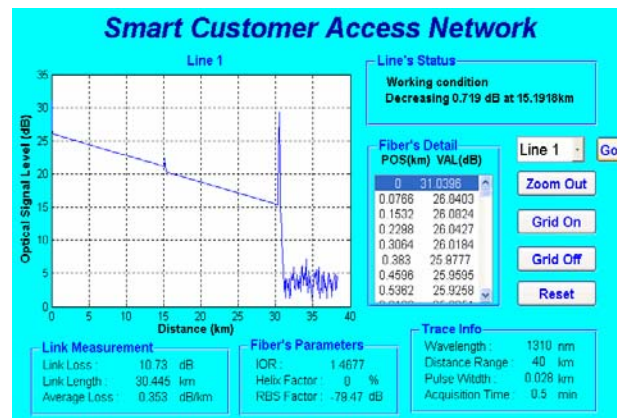 Smart Customer Access Network
Line 1
35
30
25
20
15
10
5
0
Optical Signal Level (dB)
0 5 10 15 20 25 30 35 40
Distance (km)
Line's Status
Working condition
Decreasing 0.719 dB at 15.1918km
Fiber's Detail
POS(km) VAL(dB)
0 31.0396
0.0766 26.8403
0.1532 26.0824
0.2298 26.0427
0.3064 26.0184
0.383 25.9777
0.4596 25.9595
0.5362 25.9258
Line 1
Go
Zoom Out
Grid On
Grid Off
Reset
Link Measurement
Link Loss : 10.73 dB
Link Length : 30.445 km
Average Loss : 0.353 dB/km
Fiber's Parameters
IOR : 1.4677
Helix Factor : 0 %
RBS Factor : -79.47 dB
Trace Info
Wavelength : 1310 nm
Distance Range : 40 km
Pulse Witdth : 0.028 km
Acquisition Time : 0.5 min